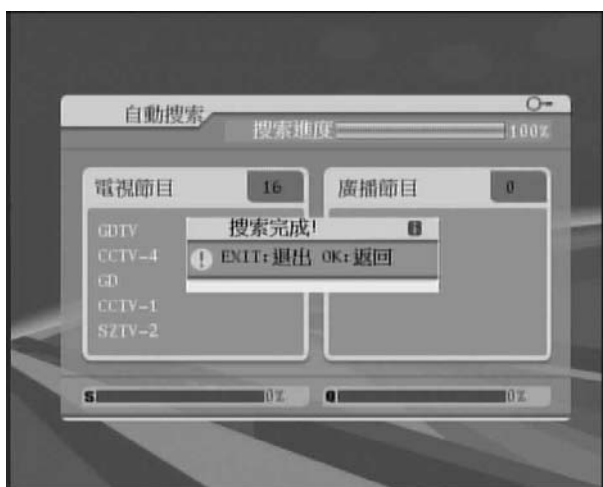 自動搜索
搜索進度 100%
電視節目 16
廣播節目 0
GDTV
CCTV-4
GD
CCTV-1
SZTV-2
搜索完成!
EXIT:退出 OK:返回
S 0%
Q 0%